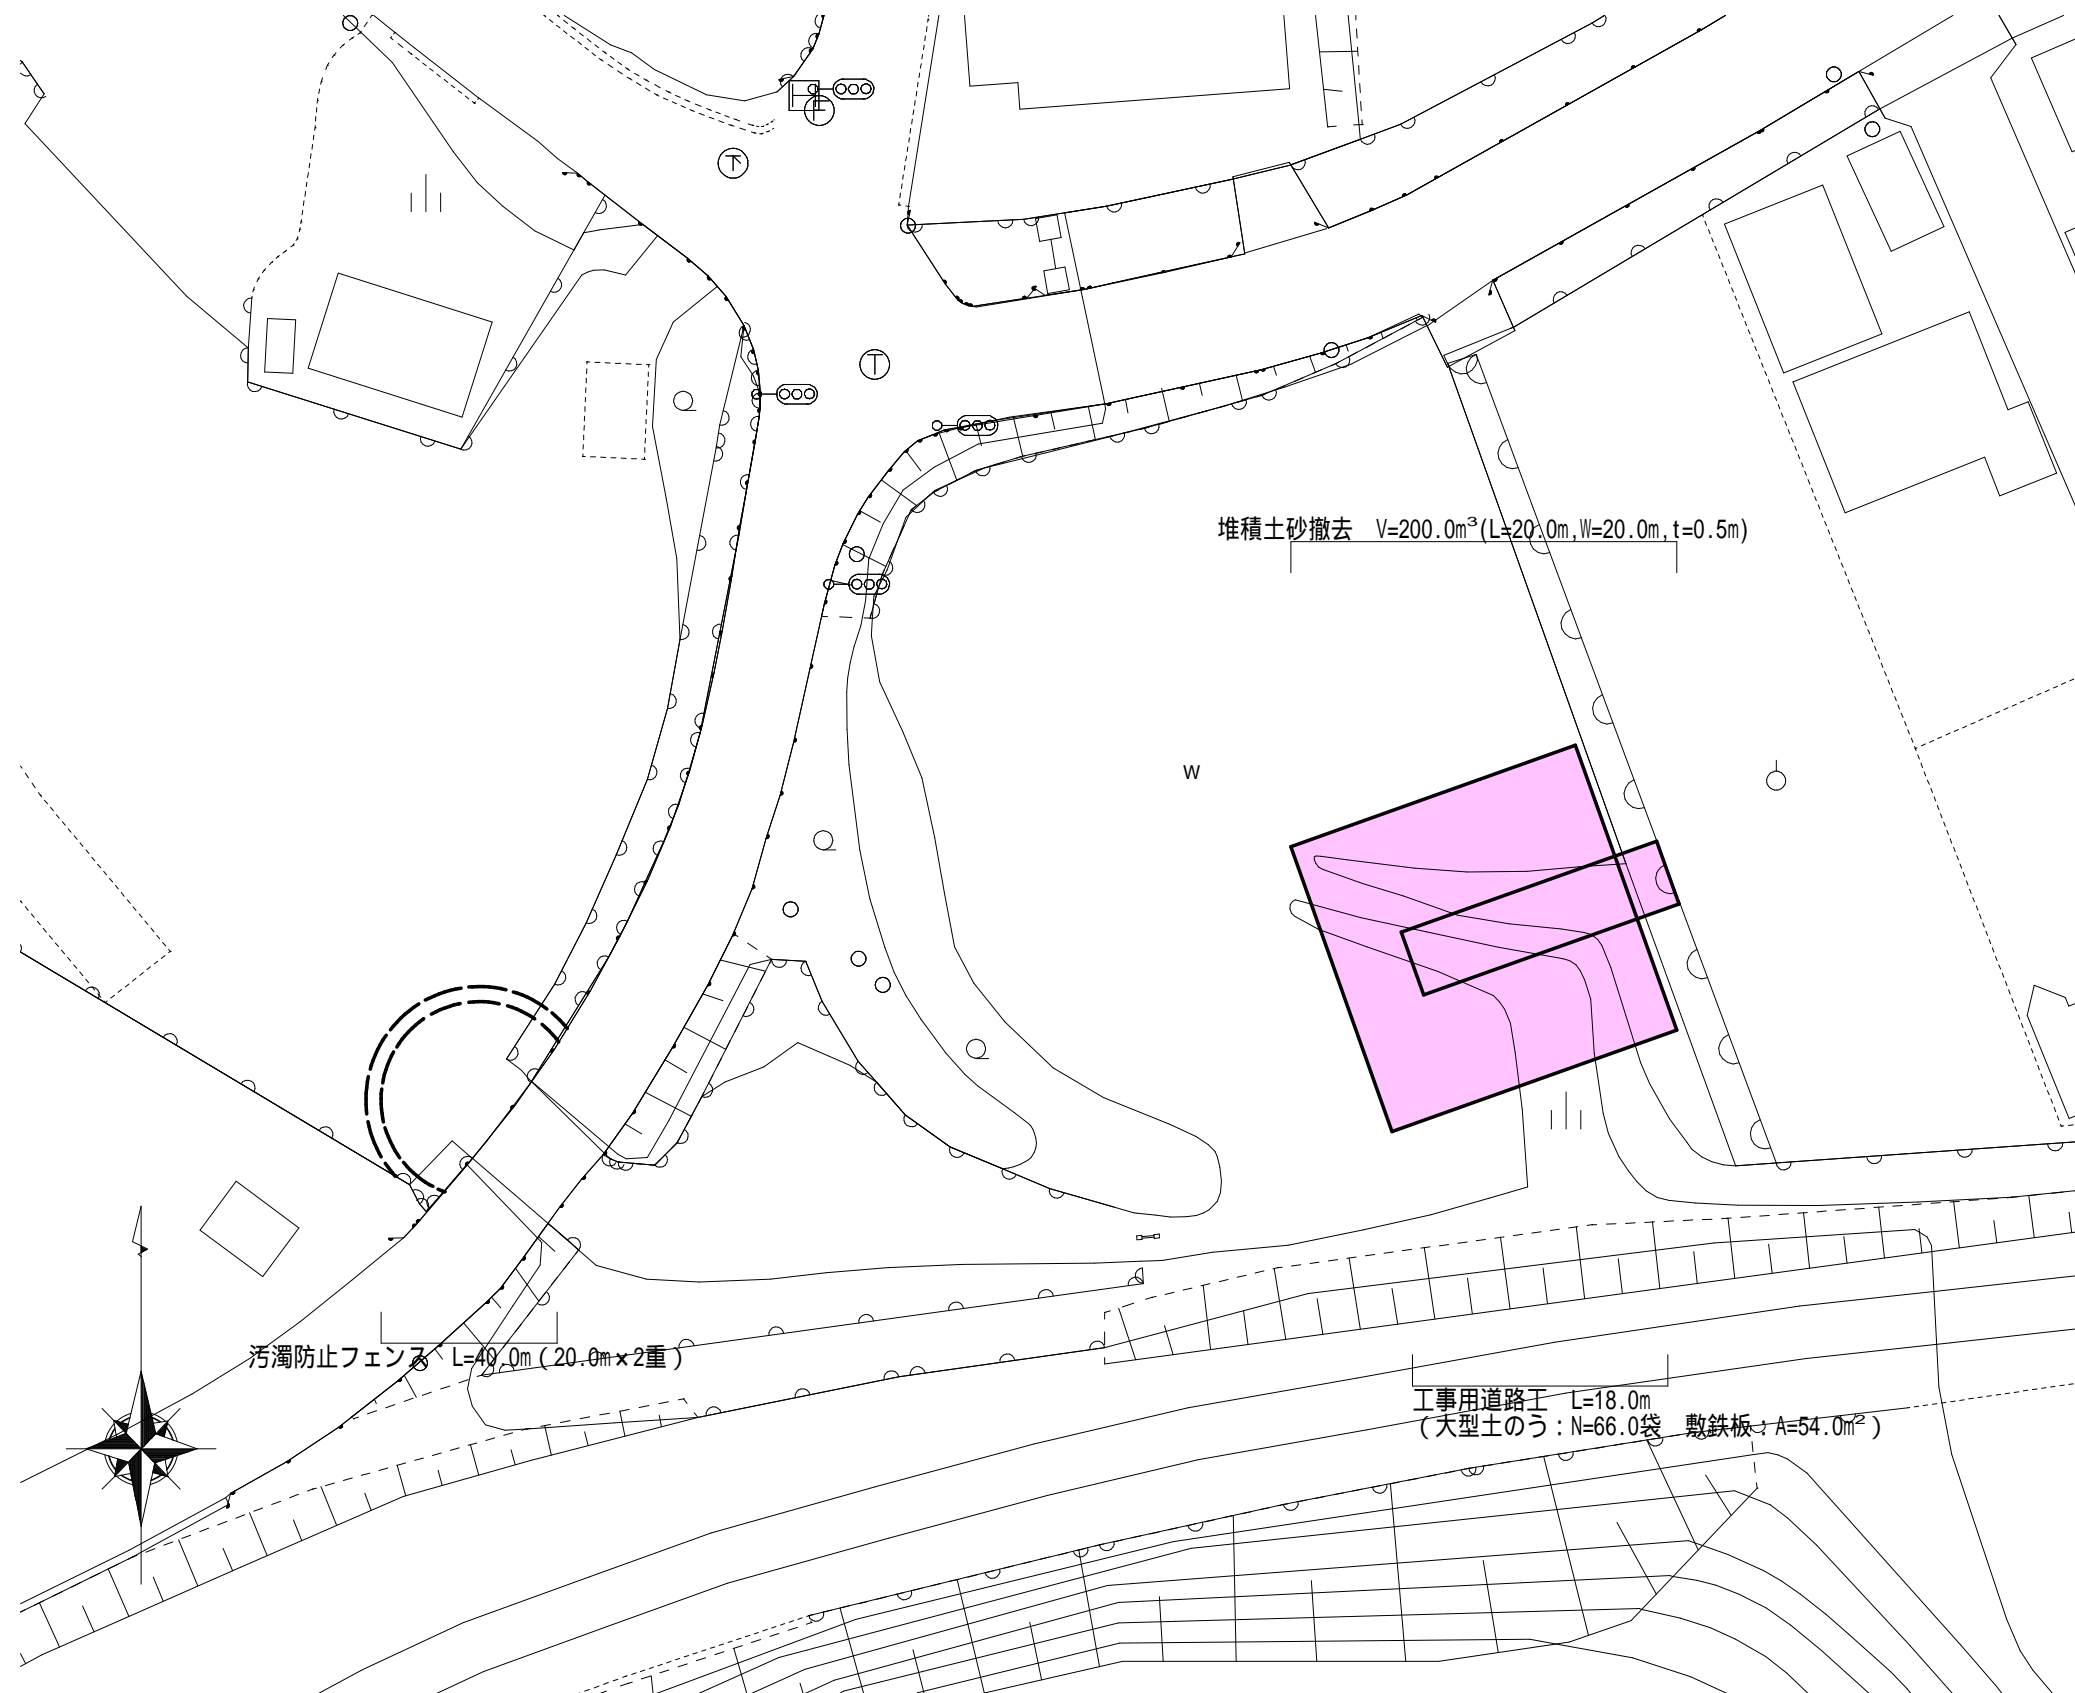 下
T
堆積土砂撤去　V=200.0m³(L=20.0m,W=20.0m,t=0.5m)
W
汚濁防止フェンス　L=40.0m(20.0m×2重)
工事用道路工　L=18.0m
(大型土のう:N=66.0袋　敷鉄板:A=54.0m²)